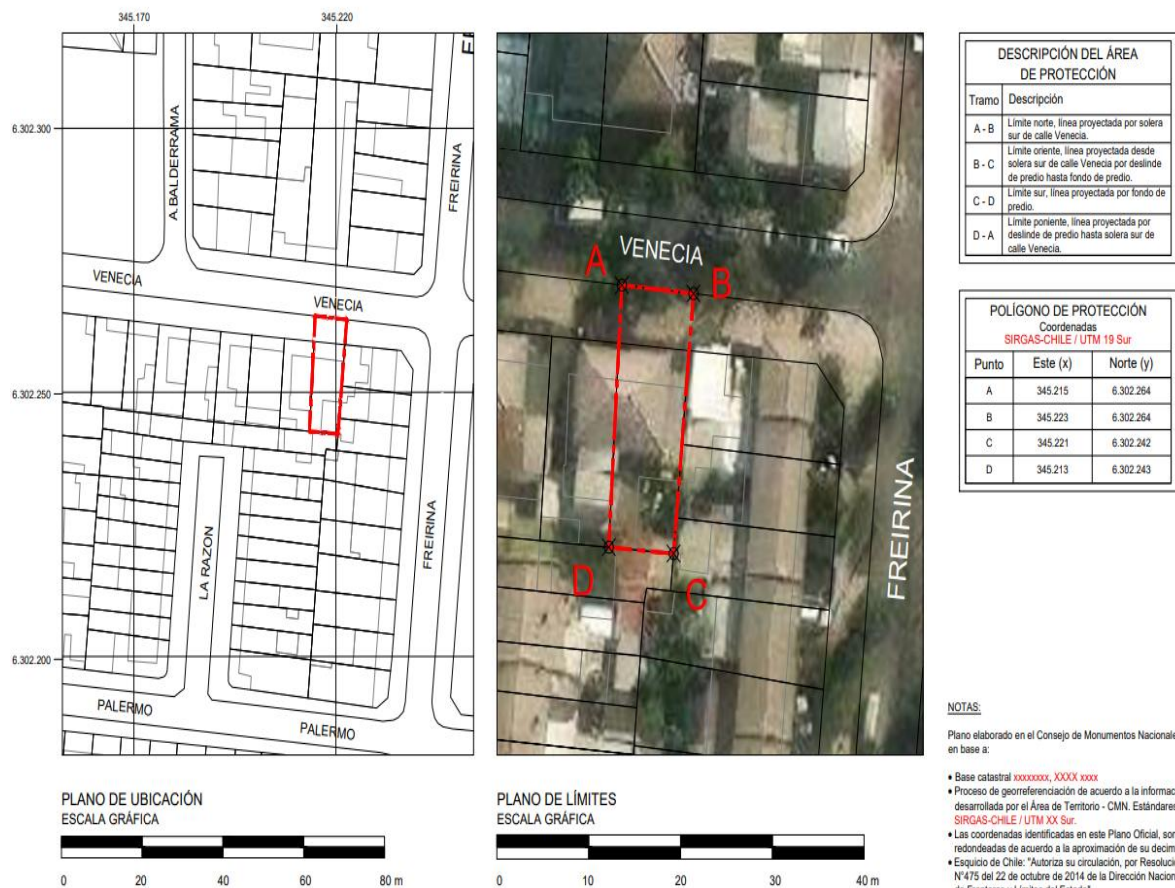 345.170
345.220
6.302.300
6.302.250
6.302.200
A.BALDERRAMA
FREIRINA
VENECIA
VENECIA
LA RAZON
FREIRINA
PALERMO
PALERMO
VENECIA
A
B
C
D
FREIRINA
PLANO DE UBICACIÓN
ESCALA GRÁFICA
0 20 40 60 80 m
PLANO DE LÍMITES
ESCALA GRÁFICA
0 10 20 30 40 m
DESCRIPCIÓN DEL ÁREA
DE PROTECCIÓN
Tramo Descripción
A - B Límite norte, línea proyectada por solera
sur de calle Venecia.
B - C Límite oriente, línea proyectada desde
solera sur de calle Venecia por deslinde
de predio hasta fondo de predio.
C - D Límite sur, línea proyectada por fondo de
predio.
D - A Límite poniente, línea proyectada por
deslinde de predio hasta solera sur de
calle Venecia.
POLÍGONO DE PROTECCIÓN
Coordenadas
SIRGAS-CHILE / UTM 19 Sur
Punto Este (x) Norte (y)
A 345.215 6.302.264
B 345.223 6.302.264
C 345.221 6.302.242
D 345.213 6.302.243
NOTAS:
Plano elaborado en el Consejo de Monumentos Nacionale
en base a:
• Base catastral xxxxxxxx, XXXX xxxx
• Proceso de georreferenciación de acuerdo a la informac
desarrollada por el Área de Territorio - CMN. Estándares
SIRGAS-CHILE / UTM XX Sur.
• Las coordenadas identificadas en este Plano Oficial, son
redondeadas de acuerdo a la aproximación de su decim
• Esquicio de Chile: "Autoriza su circulación, por Resolució
N°475 del 22 de octubre de 2014 de la Dirección Nacion
de Fronteras y Límites del Estado"